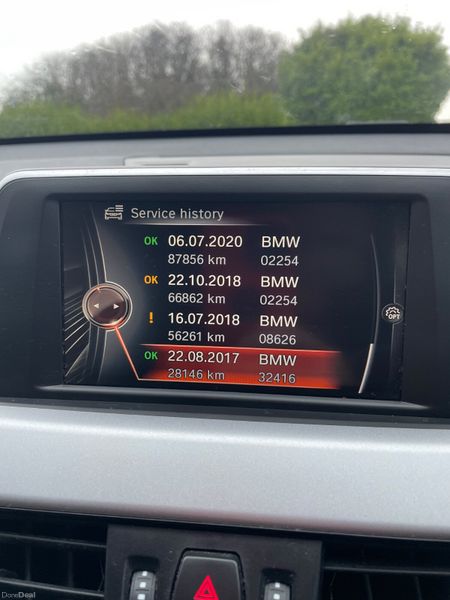 Service history
OK 06.07.2020 BMW
87856 km 02254
OK 22.10.2018 BMW
66862 km 02254
! 16.07.2018 BMW
56261 km 08626
OK 22.08.2017 BMW
28146 km 32416
OPT
DoneDeal